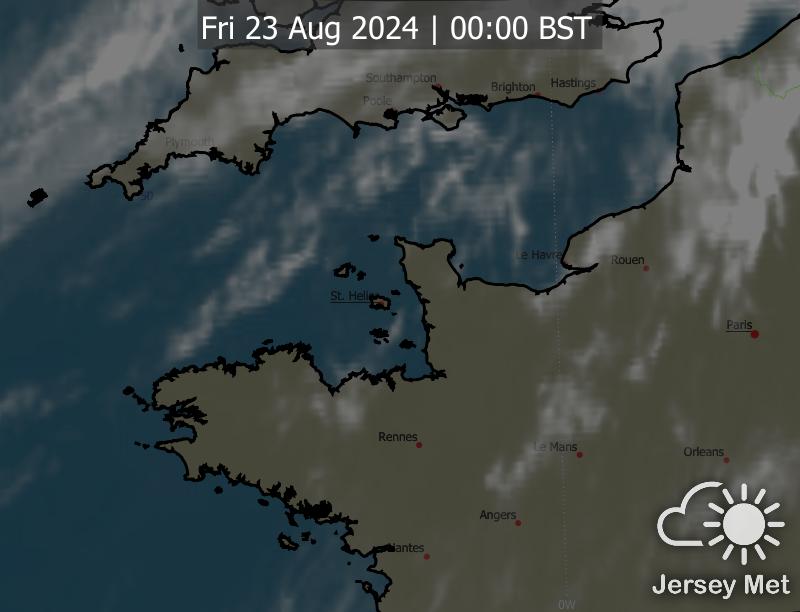 Fri 23 Aug 2024 | 00:00 BST
Southampton
Brighton
Hastings
Poole
Plymouth
50
Le Havre
Rouen
St. Helier
Paris
Rennes
Le Mans
Orleans
Angers
Nantes
Jersey Met
0W